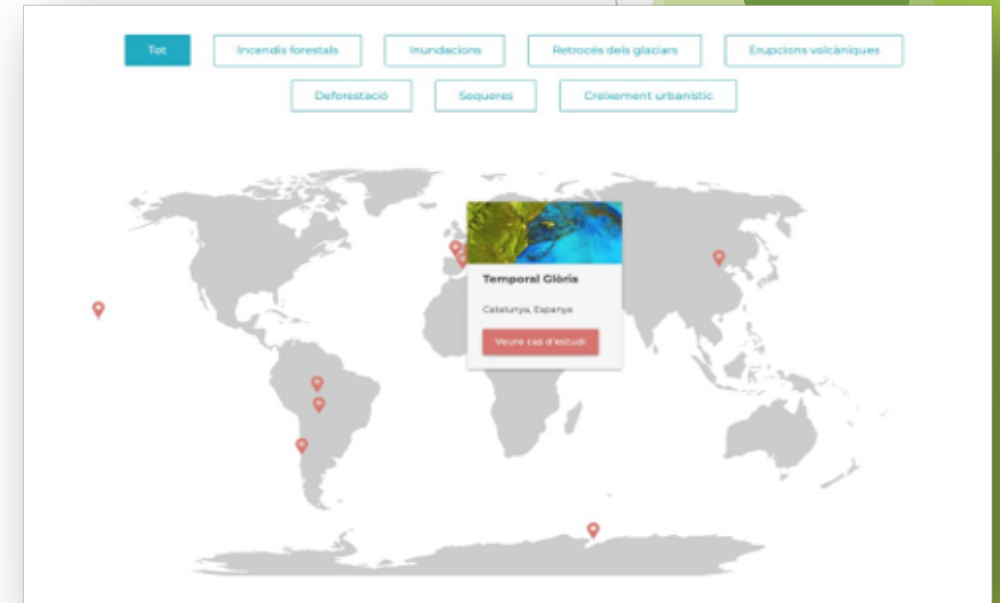 Tot
Incendis forestals
Inundacions
Retrocés dels glaciars
Erupcions volcàniques
Deforestació
Sequeres
Creixement urbanístic
Temporal Glòria
Catalunya, Espanya
Veure cas d'estudi